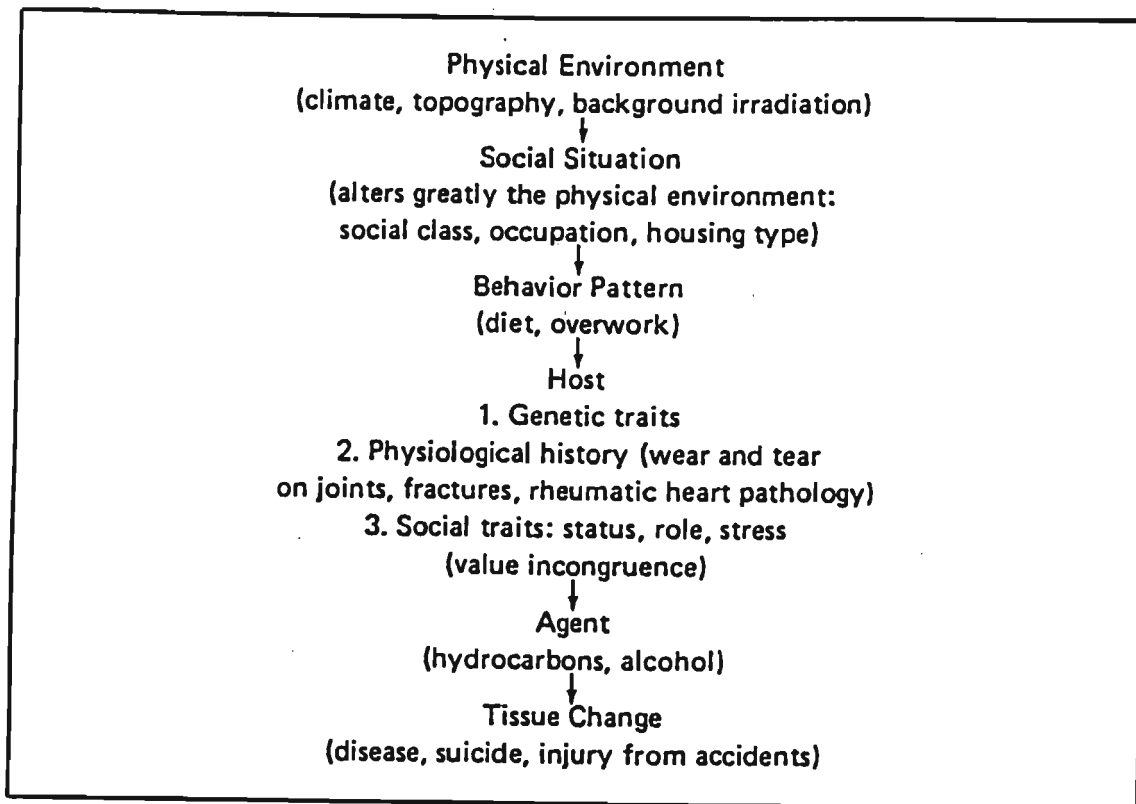 Physical Environment
(climate, topography, background irradiation)
Social Situation
(alters greatly the physical environment:
social class, occupation, housing type)
Behavior Pattern
(diet, overwork)
Host
1. Genetic traits
2. Physiological history (wear and tear
on joints, fractures, rheumatic heart pathology)
3. Social traits: status, role, stress
(value incongruence)
Agent
(hydrocarbons, alcohol)
Tissue Change
(disease, suicide, injury from accidents)